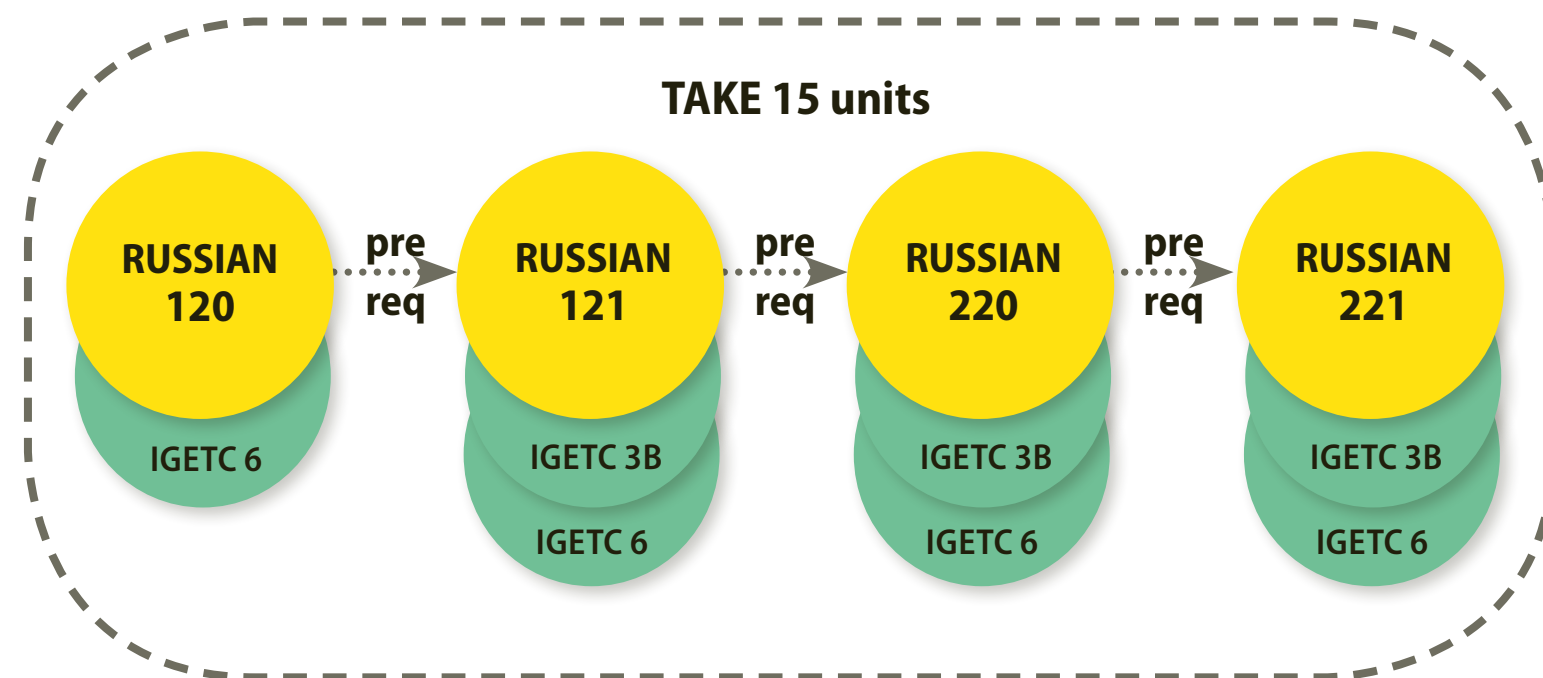 TAKE 15 units
RUSSIAN
120
pre
req
RUSSIAN
121
pre
req
RUSSIAN
220
pre
req
RUSSIAN
221
IGETC 6
IGETC 3B
IGETC 6
IGETC 3B
IGETC 6
IGETC 3B
IGETC 6